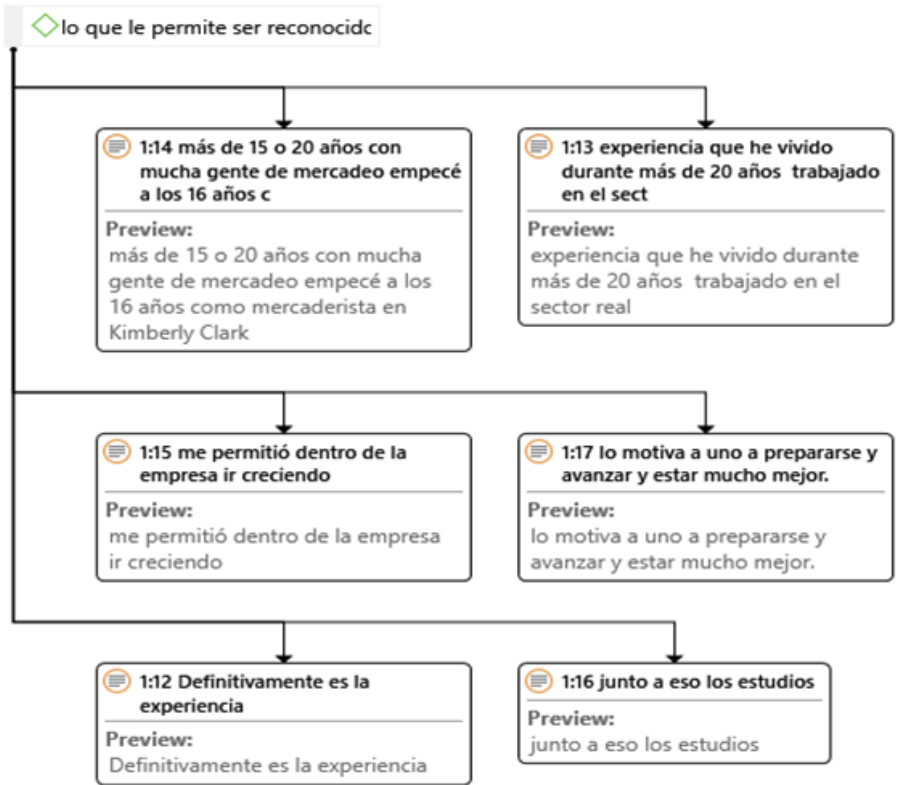 lo que le permite ser reconocido
1:14 más de 15 o 20 años con
mucha gente de mercadeo empecé
a los 16 años c
Preview:
más de 15 o 20 años con mucha
gente de mercadeo empecé a los
16 años como mercaderista en
Kimberly Clark
1:13 experiencia que he vivido
durante más de 20 años trabajado
en el sect
Preview:
experiencia que he vivido durante
más de 20 años trabajado en el
sector real
1:15 me permitió dentro de la
empresa ir creciendo
Preview:
me permitió dentro de la empresa
ir creciendo
1:17 lo motiva a uno a prepararse y
avanzar y estar mucho mejor.
Preview:
lo motiva a uno a prepararse y
avanzar y estar mucho mejor.
1:12 Definitivamente es la
experiencia
Preview:
Definitivamente es la experiencia
1:16 junto a eso los estudios
Preview:
junto a eso los estudios